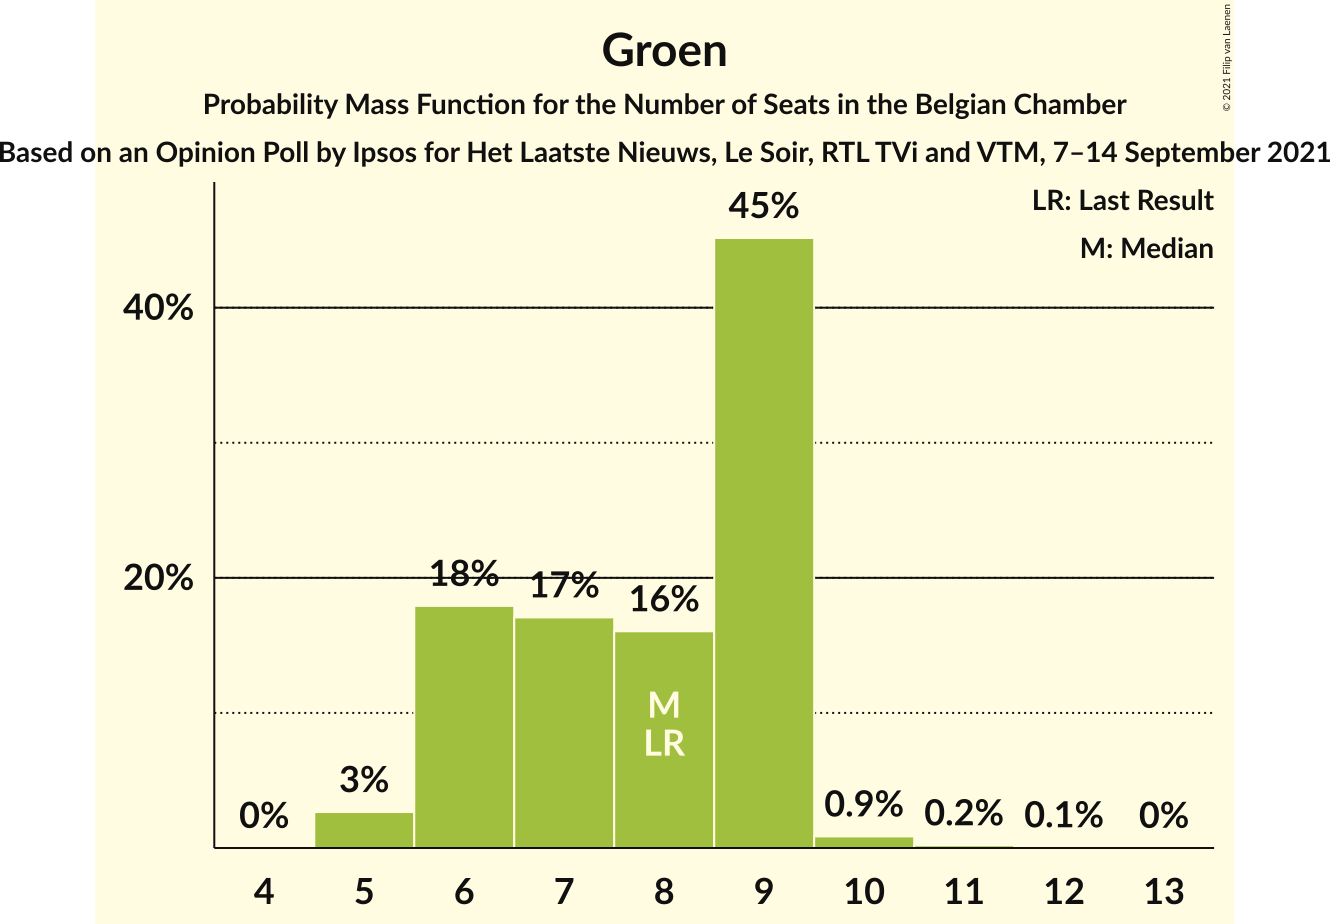 Groen
Probability Mass Function for the Number of Seats in the Belgian Chamber
Based on an Opinion Poll by Ipsos for Het Laatste Nieuws, Le Soir, RTL TVi and VTM, 7–14 September 2021
© 2021 Filip van Laenen
LR: Last Result
M: Median
45%
40%
18%
17%
16%
20%
M
LR
3%
0%
0.9%
0.2%
0.1%
0%
4 5 6 7 8 9 10 11 12 13